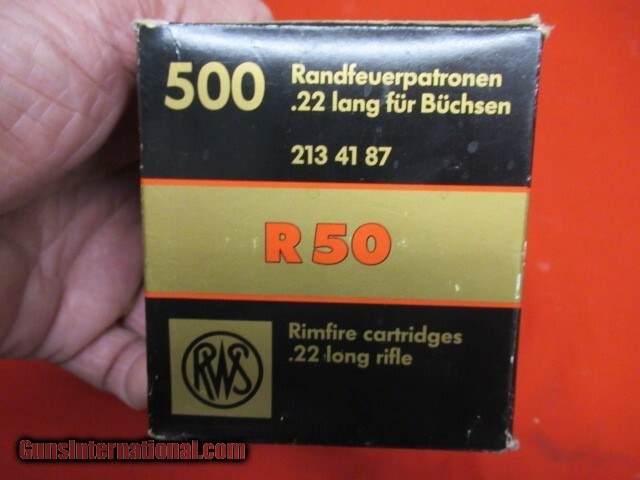 500
Randfeuerpatronen
.22 lang für Büchsen
213 41 87
R 50
RWS
Rimfire cartridges
.22 long rifle
GunsInternational.com